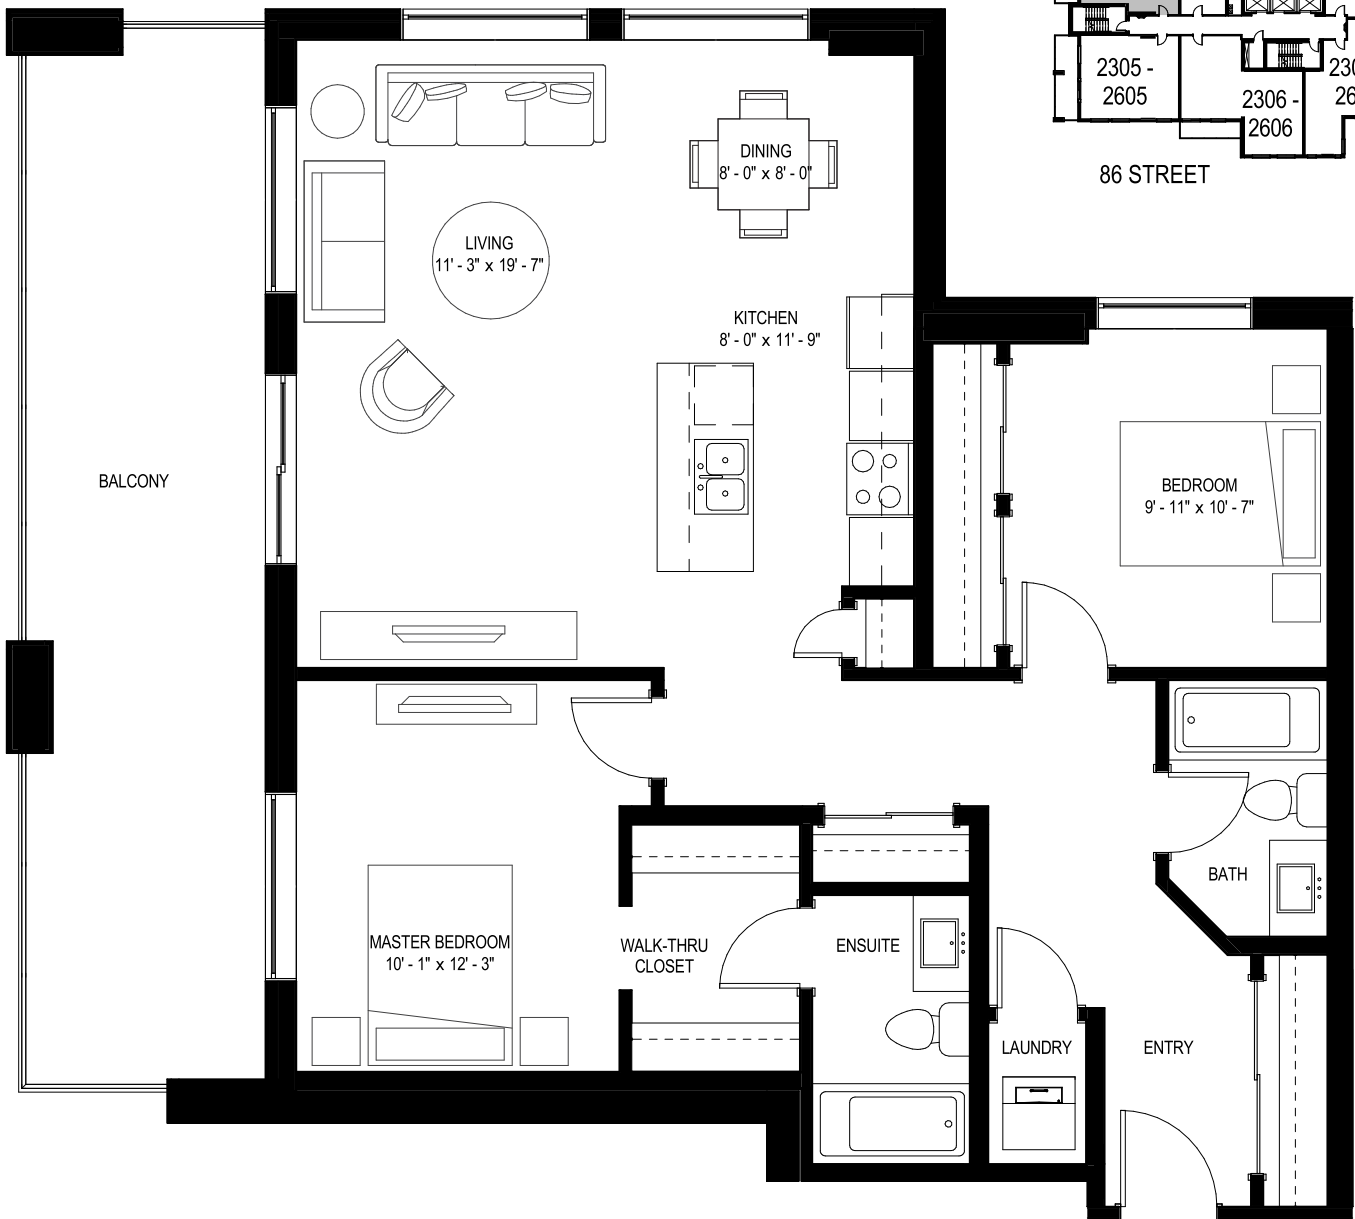 2305 -
2605
2306 -
2606
86 STREET
DINING
8' - 0" x 8' - 0"
LIVING
11' - 3" x 19' - 7"
KITCHEN
8' - 0" x 11' - 9"
BALCONY
BEDROOM
9' - 11" x 10' - 7"
BATH
MASTER BEDROOM
10' - 1" x 12' - 3"
WALK-THRU
CLOSET
ENSUITE
LAUNDRY
ENTRY